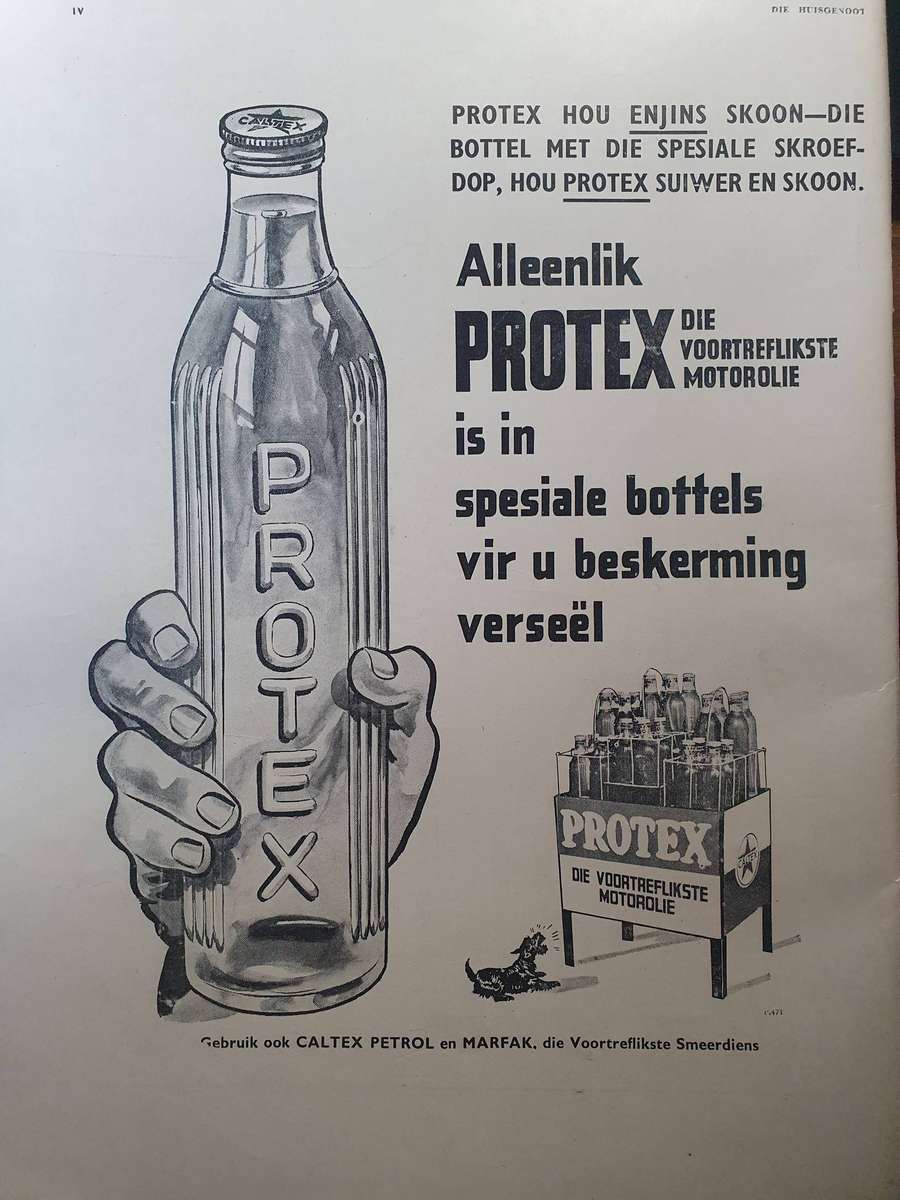 IV
DIE HUISGENOOT
CALTEX
PROTEX HOU ENJINS SKOON—DIE
BOTTEL MET DIE SPESIALE SKROEF-
DOP, HOU PROTEX SUIWER EN SKOON.
Alleenlik
PROTEX DIE
VOORTREFLIKSTE
MOTOROLIE
is in
spesiale bottels
vir u beskerming
verseël
PROTEX
PROTEX
CALTEX
DIE VOORTREFLIKSTE
MOTOROLIE
Gebruik ook CALTEX PETROL en MARFAK, die Voortreflikste Smeerdiens